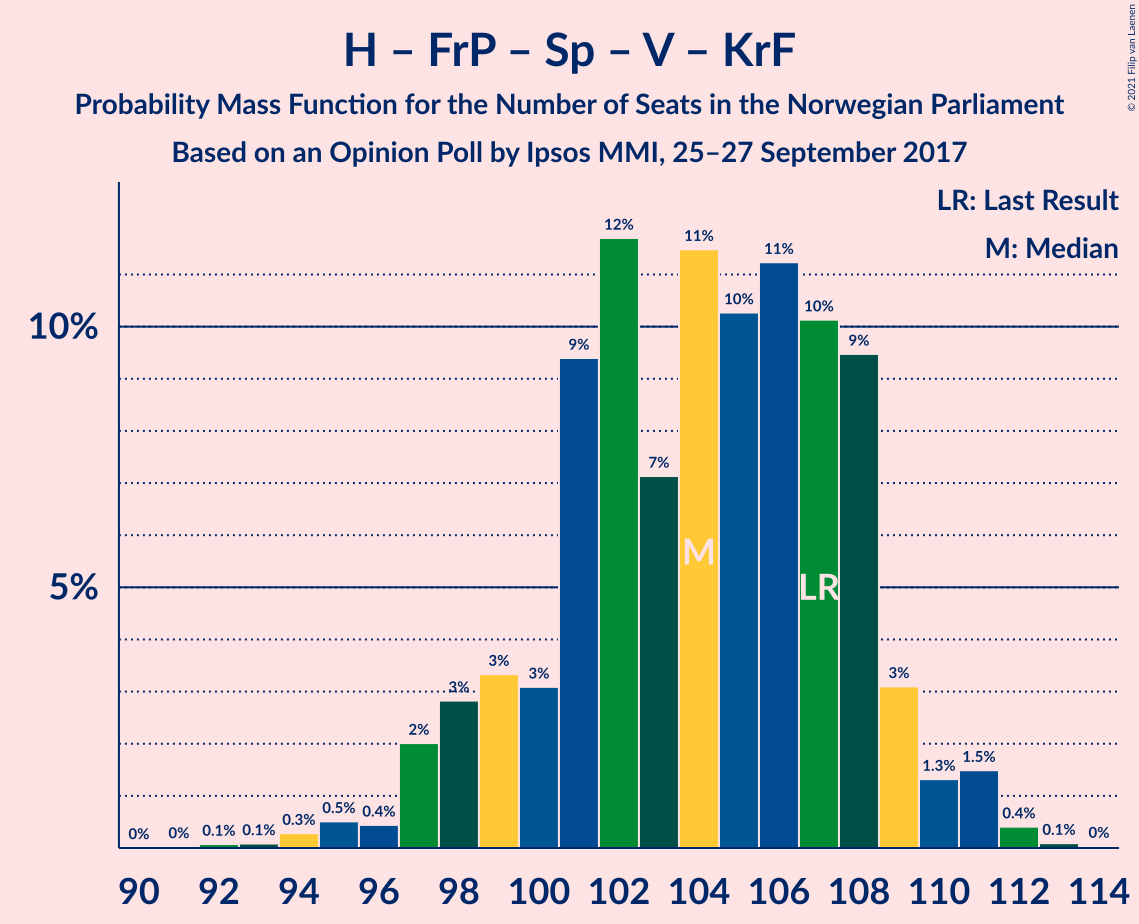 H – FrP – Sp – V – KrF
Probability Mass Function for the Number of Seats in the Norwegian Parliament
Based on an Opinion Poll by Ipsos MMI, 25–27 September 2017
© 2021 Filip van Laenen
LR: Last Result
M: Median
10%
5%
0% 0% 0.1% 0.1% 0.3% 0.5% 0.4% 2% 3% 3% 3% 9% 12% 7% 11% 10% 11% 10% 9% 3% 1.3% 1.5% 0.4% 0.1% 0%
M
LR
90 92 94 96 98 100 102 104 106 108 110 112 114